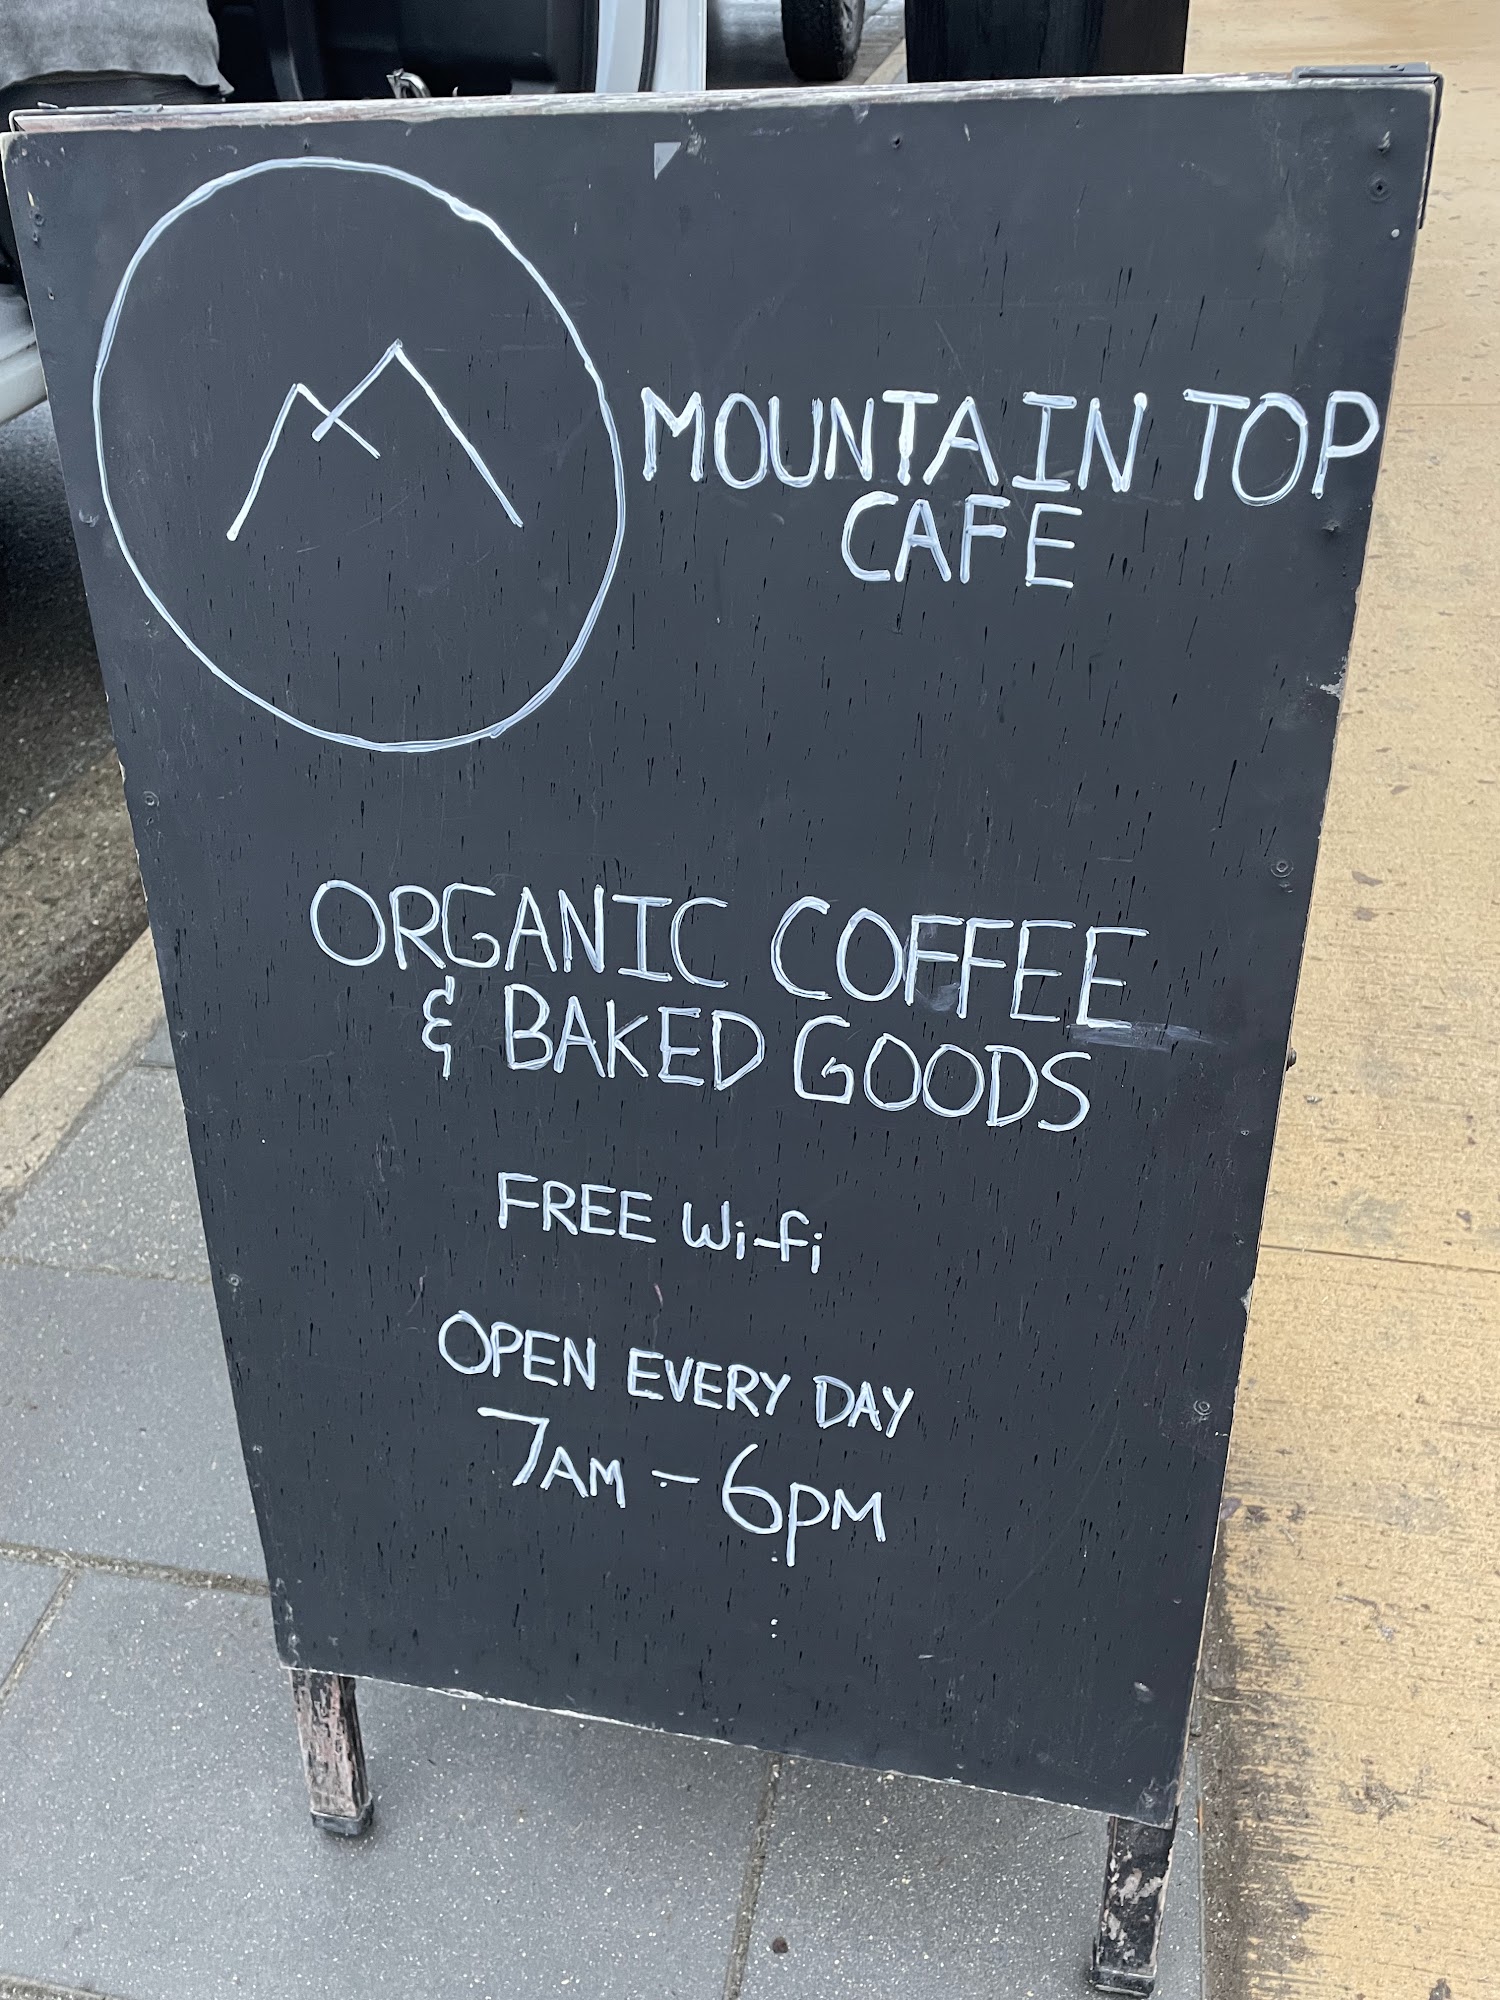 MOUNTAIN TOP
CAFE
ORGANIC COFFEE
& BAKED GOODS
FREE Wi-fi
OPEN EVERY DAY
7AM - 6PM